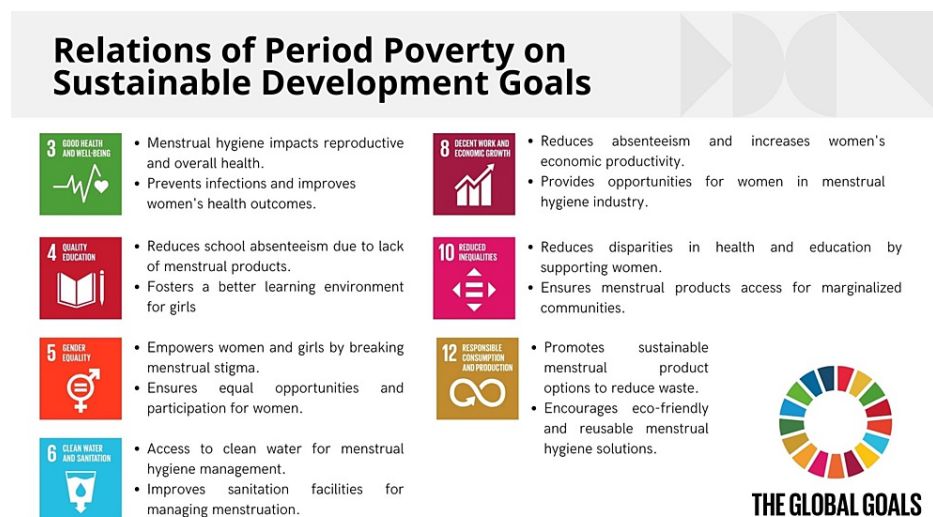 Relations of Period Poverty on
Sustainable Development Goals
3 GOOD HEALTH
AND WELL-BEING
• Menstrual hygiene impacts reproductive
and overall health.
• Prevents infections and improves
women's health outcomes.
4 QUALITY
EDUCATION
• Reduces school absenteeism due to lack
of menstrual products.
• Fosters a better learning environment
for girls
5 GENDER
EQUALITY
• Empowers women and girls by breaking
menstrual stigma.
• Ensures equal opportunities and
participation for women.
6 CLEAN WATER
AND SANITATION
• Access to clean water for menstrual
hygiene management.
• Improves sanitation facilities for
managing menstruation.
8 DECENT WORK AND
ECONOMIC GROWTH
• Reduces absenteeism and increases women's
economic productivity.
• Provides opportunities for women in menstrual
hygiene industry.
10 REDUCED
INEQUALITIES
• Reduces disparities in health and education by
supporting women.
• Ensures menstrual products access for marginalized
communities.
12 RESPONSIBLE
CONSUMPTION
AND PRODUCTION
• Promotes sustainable
menstrual product
options to reduce waste.
• Encourages eco-friendly
and reusable menstrual
hygiene solutions.
THE GLOBAL GOALS